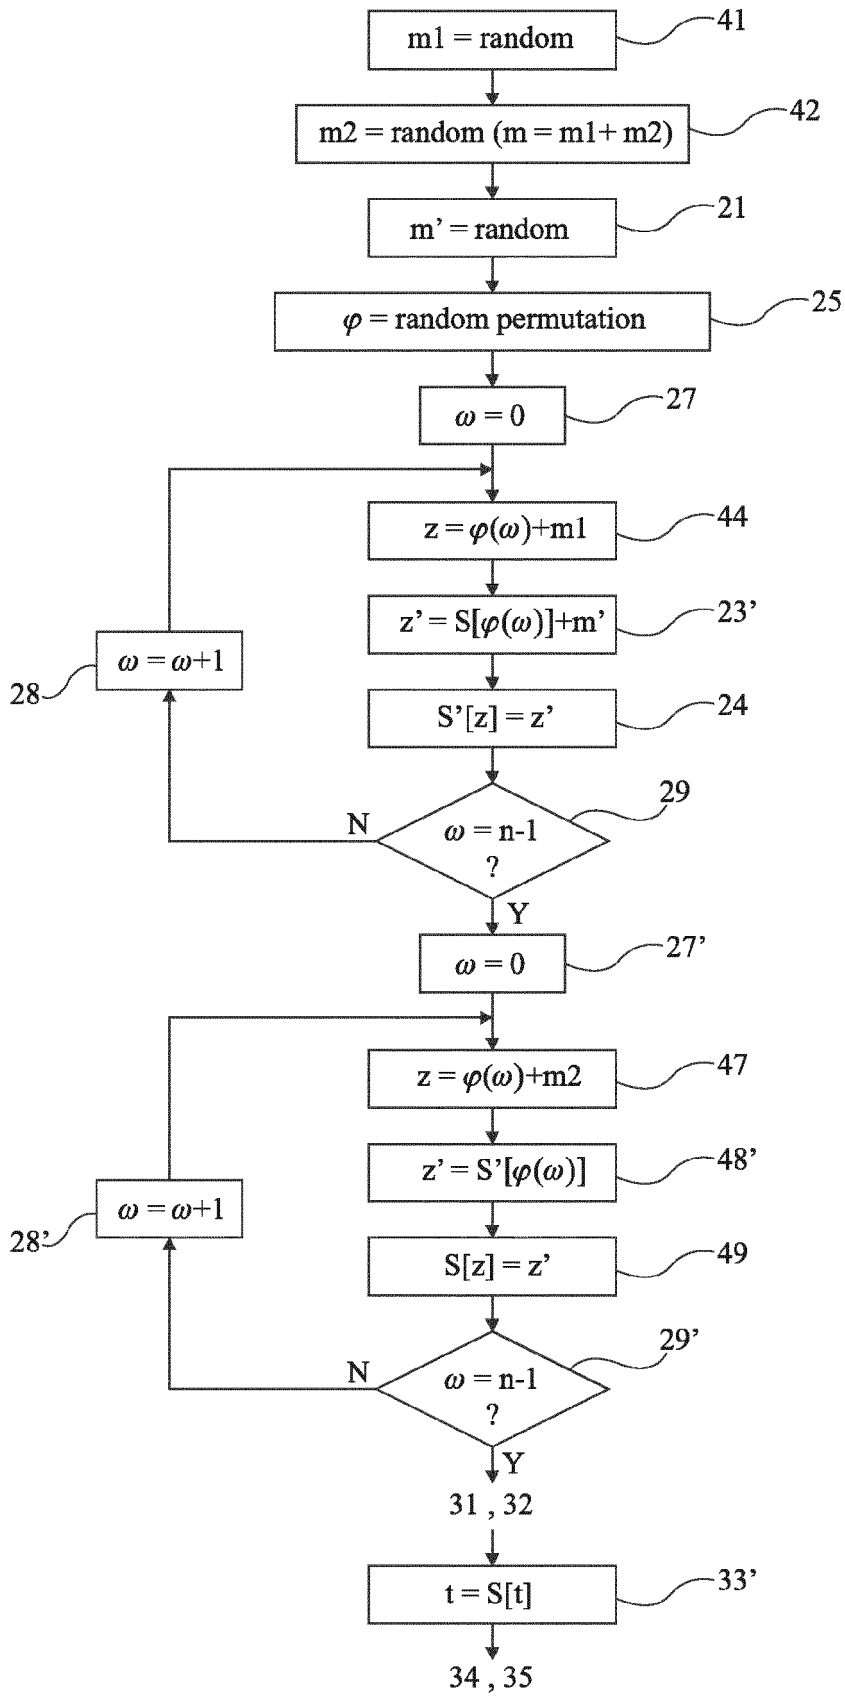 m1 = random
41
m2 = random (m = m1+ m2)
42
m’ = random
21
φ = random permutation
25
ω = 0
27
z = φ(ω)+m1
44
z’ = S[φ(ω)]+m’
23’
ω = ω+1
28
S’[z] = z’
24
ω = n-1
?
29
N
Y
ω = 0
27’
z = φ(ω)+m2
47
z’ = S’[φ(ω)]
48’
ω = ω+1
28’
S[z] = z’
49
ω = n-1
?
29’
N
Y
31 , 32
t = S[t]
33’
34 , 35